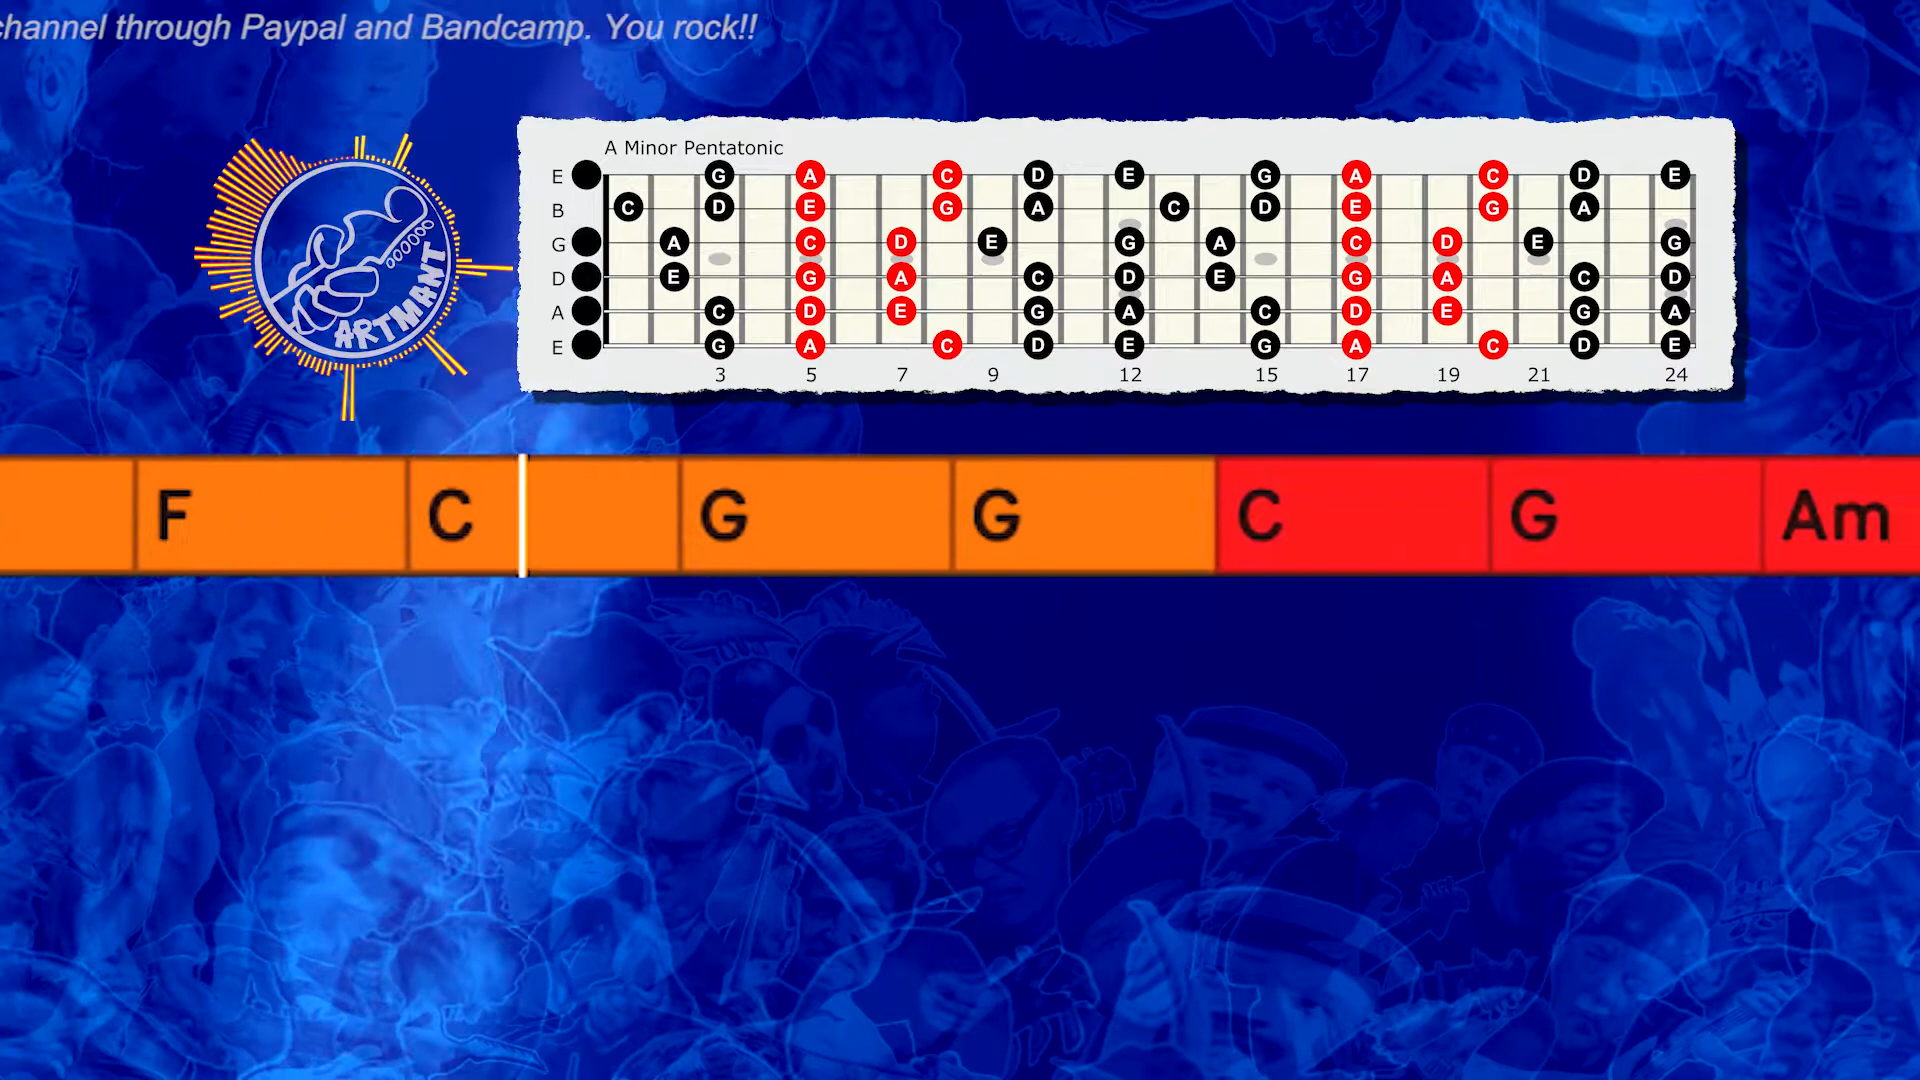 channel through Paypal and Bandcamp. You rock!!
ARTMANT
A Minor Pentatonic
E G A C D E G A C D E
B C D E G A C D E G A
G A C D E G A C D E G
D E G A C D E G A C D
A C D E G A C D E G A
E G A C D E G A C D E
3 5 7 9 12 15 17 19 21 24
F C G G C G Am